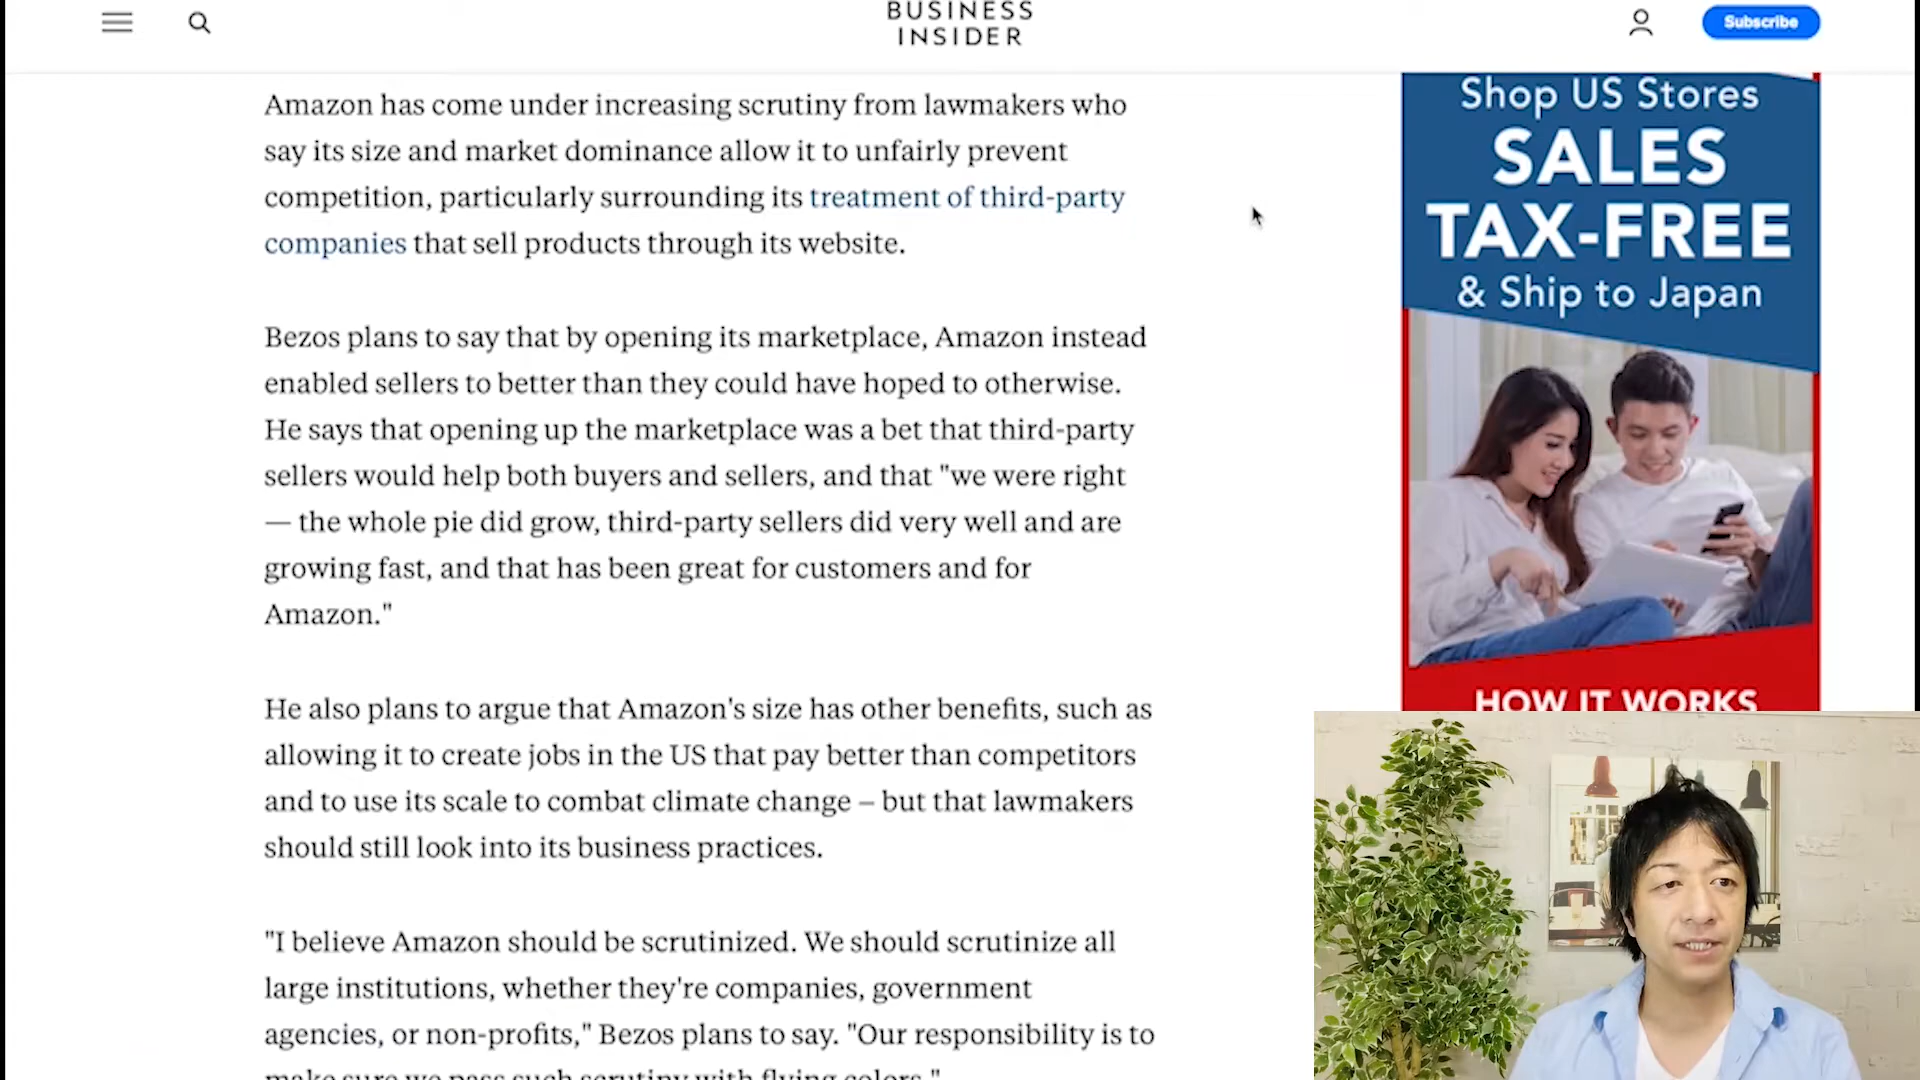 BUSINESS
INSIDER
Subscribe
Amazon has come under increasing scrutiny from lawmakers who
say its size and market dominance allow it to unfairly prevent
competition, particularly surrounding its treatment of third-party
companies that sell products through its website.
Bezos plans to say that by opening its marketplace, Amazon instead
enabled sellers to better than they could have hoped to otherwise.
He says that opening up the marketplace was a bet that third-party
sellers would help both buyers and sellers, and that "we were right
— the whole pie did grow, third-party sellers did very well and are
growing fast, and that has been great for customers and for
Amazon."
He also plans to argue that Amazon's size has other benefits, such as
allowing it to create jobs in the US that pay better than competitors
and to use its scale to combat climate change – but that lawmakers
should still look into its business practices.
"I believe Amazon should be scrutinized. We should scrutinize all
large institutions, whether they're companies, government
agencies, or non-profits," Bezos plans to say. "Our responsibility is to
make sure we pass such scrutiny with flying colors."
Shop US Stores
SALES
TAX-FREE
& Ship to Japan
HOW IT WORKS